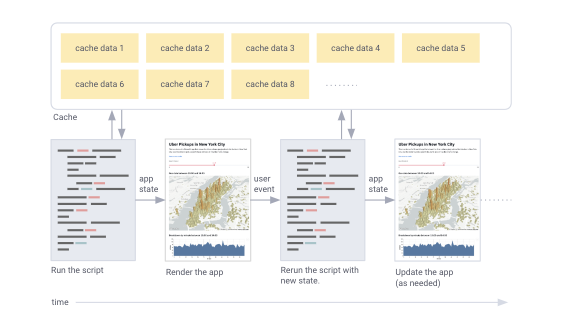 cache data 1
cache data 2
cache data 3
cache data 4
cache data 5
cache data 6
cache data 7
cache data 8
Cache
app
state
user
event
app
state
Uber Pickups in New York City
Uber Pickups in New York City
Run the script
Render the app
Rerun the script with
new state.
Update the app
(as needed)
time